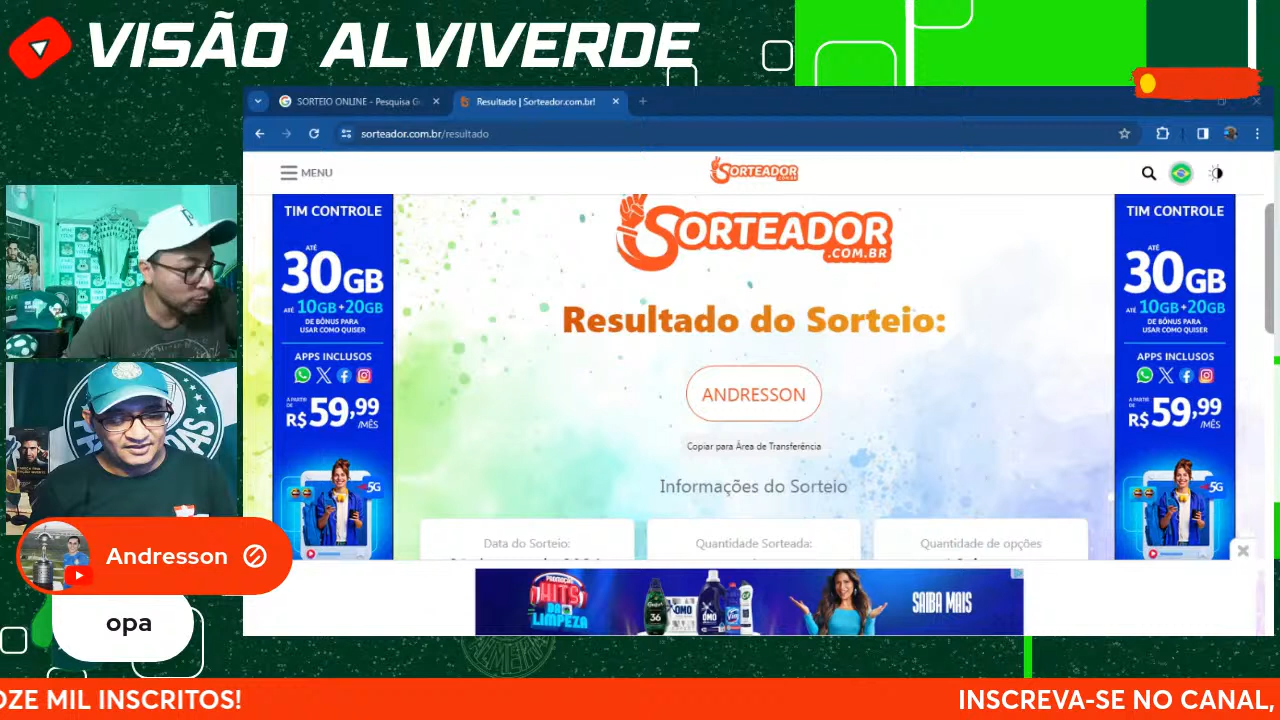 VISÃO ALVIVERDE
SORTEIO ONLINE - Pesquisa G
Resultado | Sorteador.com.br!
sorteador.com.br/resultado
MENU
SORTEADOR
TIM CONTROLE
ATÉ
30GB
ATÉ 10GB+20GB
DE BÔNUS PARA
USAR COMO QUISER
APPS INCLUSOS
A PARTIR
DE
R$59,99
/MÊS
5G
SORTEADOR
.COM.BR
Resultado do Sorteio:
ANDRESSON
Copiar para Área de Transferência
Informações do Sorteio
Data do Sorteio:
Quantidade Sorteada:
Quantidade de opções
TIM CONTROLE
ATÉ
30GB
ATÉ 10GB+20GB
DE BÔNUS PARA
USAR COMO QUISER
APPS INCLUSOS
A PARTIR
DE
R$59,99
/MÊS
5G
Andresson
opa
PROMOÇÃO
HITS
DA
LIMPEZA
36
OMO
OMO
Vim
Cif
SAIBA MAIS
OZE MIL INSCRITOS!
INSCREVA-SE NO CANAL,